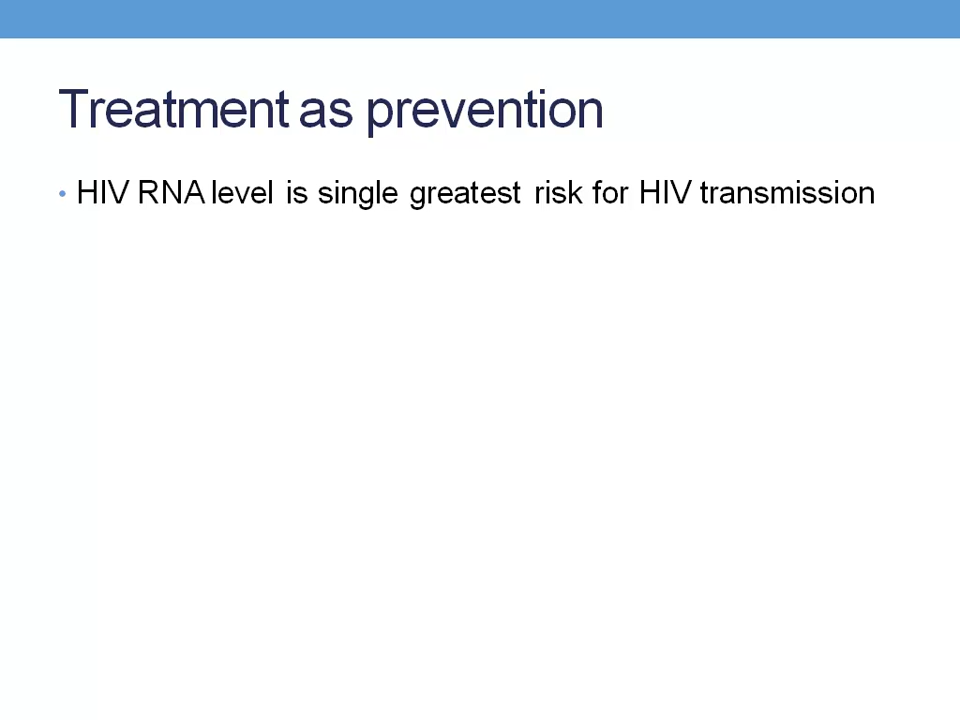 Treatment as prevention
• HIV RNA level is single greatest risk for HIV transmission